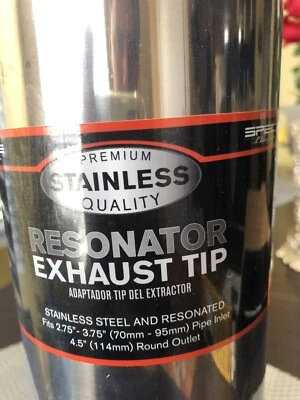 PREMIUM
STAINLESS
QUALITY
RESONATOR
EXHAUST TIP
ADAPTADOR TIP DEL EXTRACTOR
STAINLESS STEEL AND RESONATED
Fits 2.75"- 3.75" (70mm - 95mm) Pipe Inlet
4.5" (114mm) Round Outlet